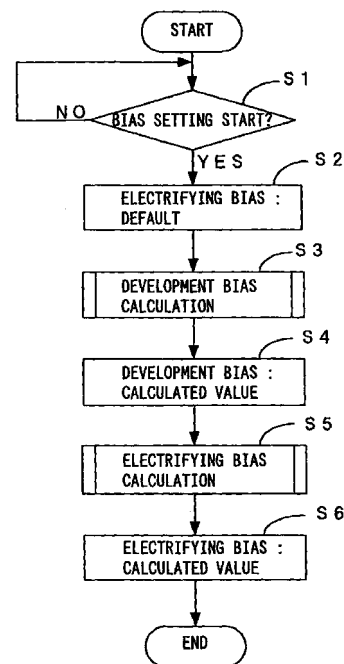 START
S1
BIAS SETTING START?
NO
YES
S2
ELECTRIFYING BIAS :
DEFAULT
S3
DEVELOPMENT BIAS
CALCULATION
S4
DEVELOPMENT BIAS :
CALCULATED VALUE
S5
ELECTRIFYING BIAS
CALCULATION
S6
ELECTRIFYING BIAS :
CALCULATED VALUE
END